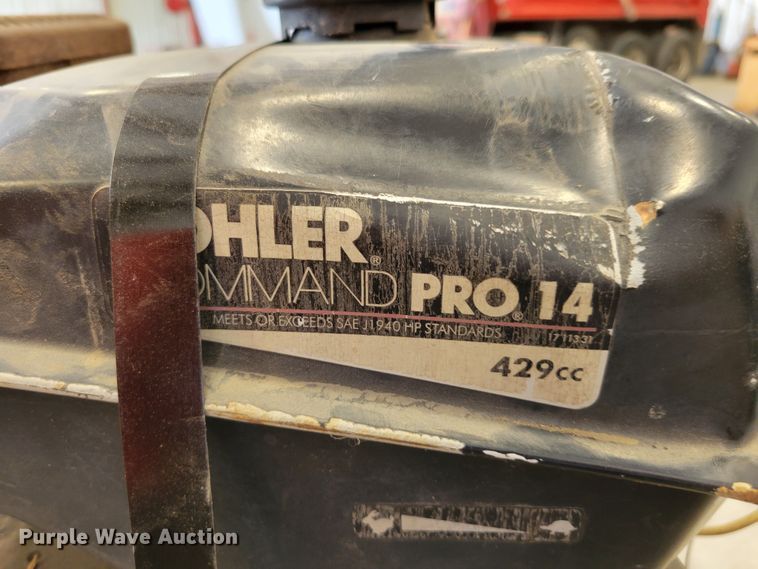 OHLER®
OMMAND PRO® 14
MEETS OR EXCEEDS SAE J1940 HP STANDARDS
429cc
Purple Wave Auction